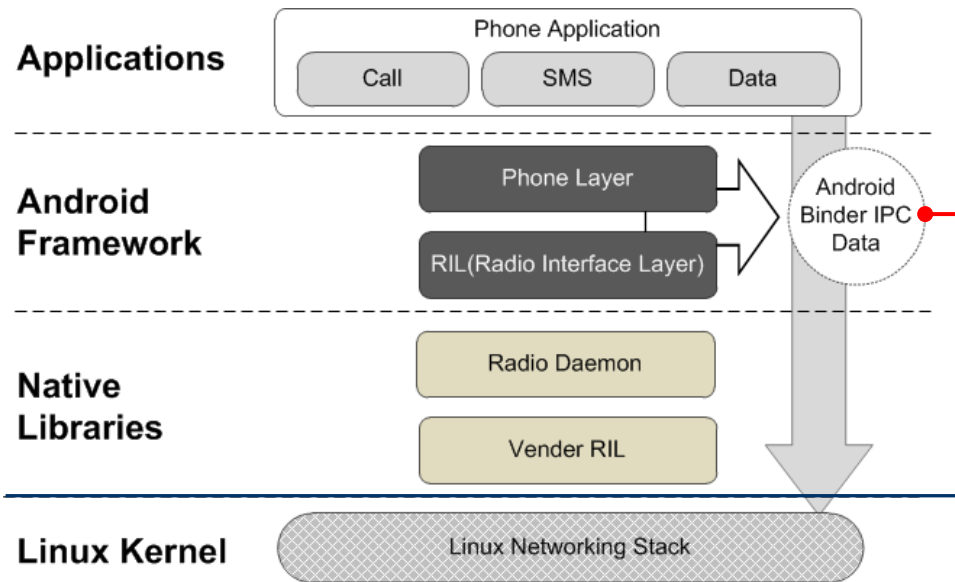 Applications
Phone Application
Call
SMS
Data
Android
Framework
Phone Layer
RIL(Radio Interface Layer)
Android
Binder IPC
Data
Native
Libraries
Radio Daemon
Vender RIL
Linux Kernel
Linux Networking Stack